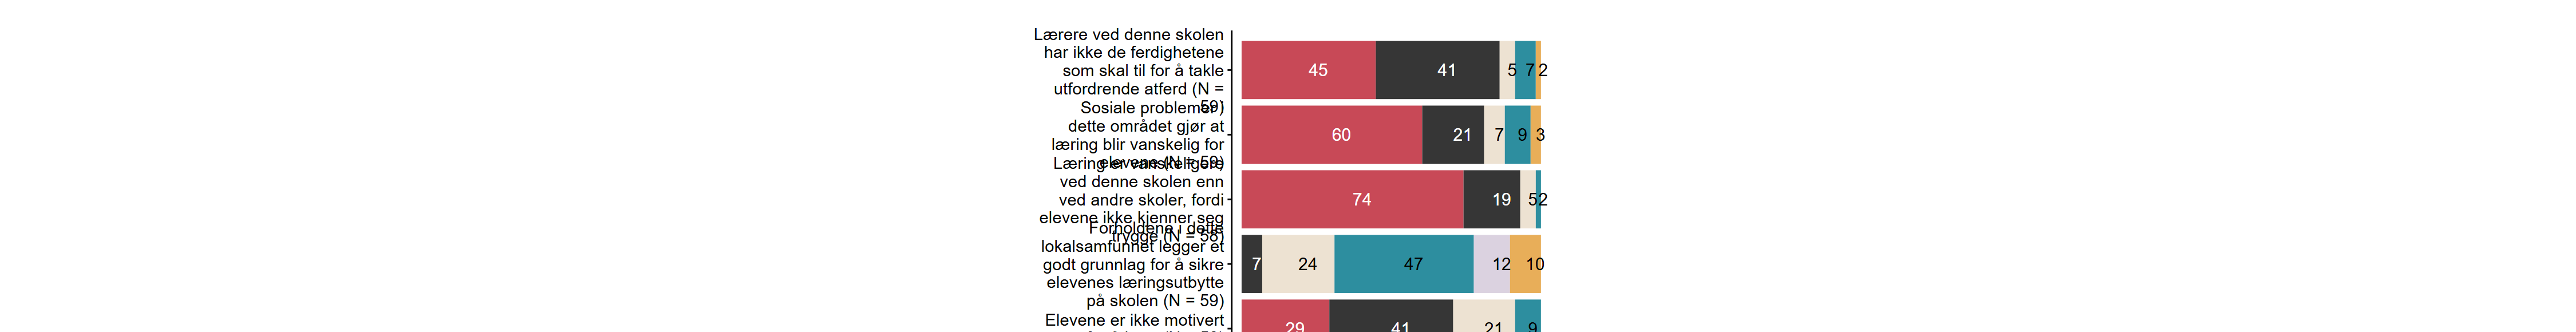 Lærere ved denne skolen
har ikke de ferdighetene
som skal til for å takle
utfordrende atferd (N =
59)
45 41 5 7 2
Sosiale problemer i
dette området gjør at
læring blir vanskelig for
elevene (N = 59)
60 21 7 9 3
Læring er vanskeligere
ved denne skolen enn
ved andre skoler, fordi
elevene ikke kjenner seg
trygge (N = 58)
74 19 5 2
Forholdene i dette
lokalsamfunnet legger et
godt grunnlag for å sikre
elevenes læringsutbytte
på skolen (N = 59)
7 24 47 12 10
Elevene er ikke motivert
29 41 21 9